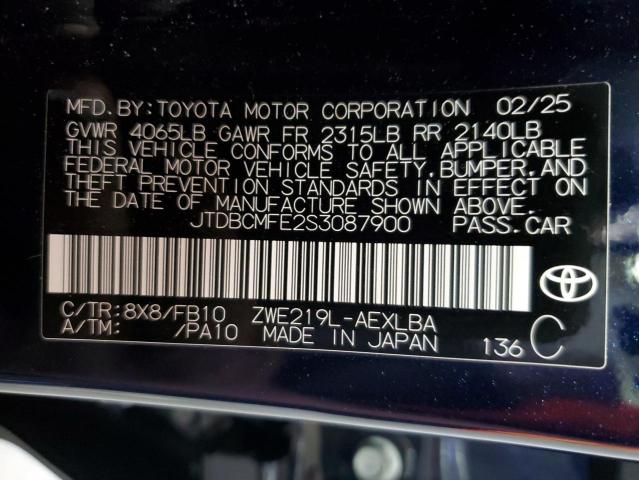 MFD.BY:TOYOTA MOTOR CORPORATION 02/25
GVWR 4065LB GAWR FR 2315LB RR 2140LB
THIS VEHICLE CONFORMS TO ALL APPLICABLE
FEDERAL MOTOR VEHICLE SAFETY,BUMPER,AND
THEFT PREVENTION STANDARDS IN EFFECT ON
THE DATE OF MANUFACTURE SHOWN ABOVE.
JTDBCMFE2S3087900 PASS.CAR
C/TR:8X8/FB10 ZWE219L-AEXLBA
A/TM: /PA10 MADE IN JAPAN 136 C